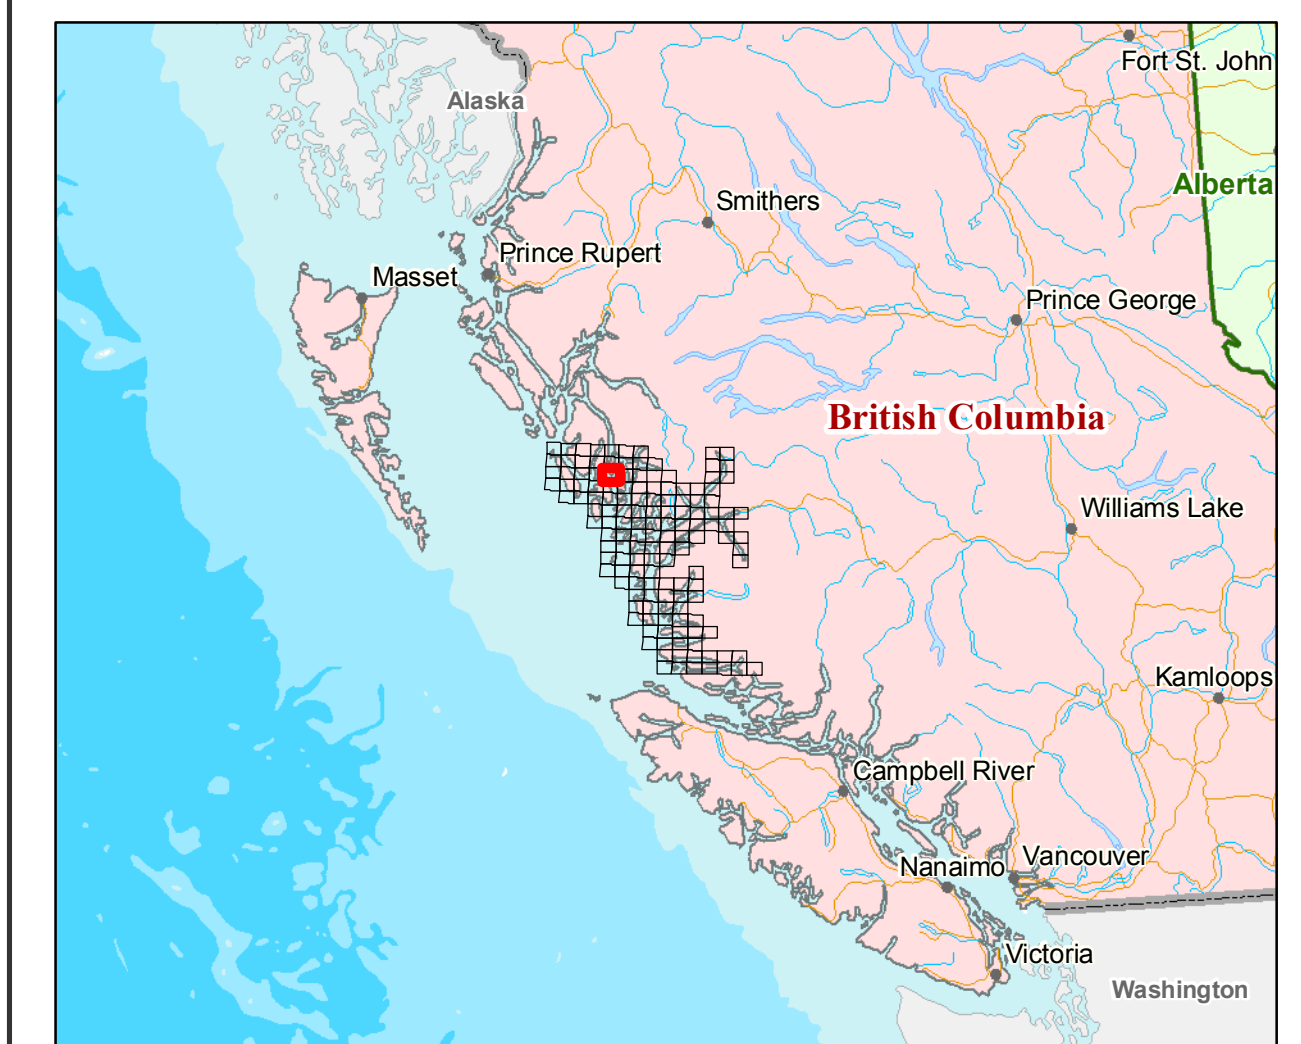 Fort St. John
Alaska
Alberta
Smithers
Prince Rupert
Masset
Prince George
British Columbia
Williams Lake
Kamloops
Campbell River
Vancouver
Nanaimo
Victoria
Washington